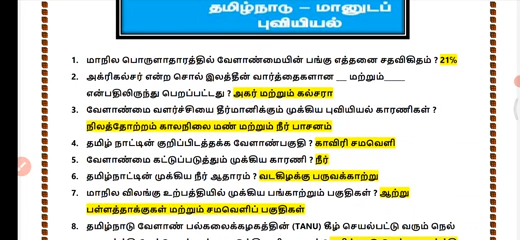 தமிழ்நாடு – மானுடப்
புவியியல்
1. மாநில பொருளாதாரத்தில் வேளாண்மையின் பங்கு எத்தனை சதவிகிதம் ? 21%
2. அக்ரிகல்சர் என்ற சொல் இலத்தீன் வார்த்தைகளான __ மற்றும்_____
என்பதிலிருந்து பெறப்பட்டது ? அகர் மற்றும் கல்சரா
3. வேளாண்மை வளர்ச்சியை தீர்மானிக்கும் முக்கிய புவியியல் காரணிகள் ?
நிலத்தோற்றம் காலநிலை மண் மற்றும் நீர் பாசனம்
4. தமிழ் நாட்டின் குறிப்பிடத்தக்க வேளாண்பகுதி ? காவிரி சமவெளி
5. வேளாண்மை கட்டுப்படுத்தும் முக்கிய காரணி ? நீர்
6. தமிழ்நாட்டின் முக்கிய நீர் ஆதாரம் ? வடகிழக்கு பருவக்காற்று
7. மாநில விலங்கு உற்பத்தியில் முக்கிய பங்காற்றும் பகுதிகள் ? ஆற்று
பள்ளத்தாக்குகள் மற்றும் சமவெளிப் பகுதிகள்
8. தமிழ்நாடு வேளாண் பல்கலைக்கழகத்தின் (TANU) கீழ் செயல்பட்டு வரும் நெல்